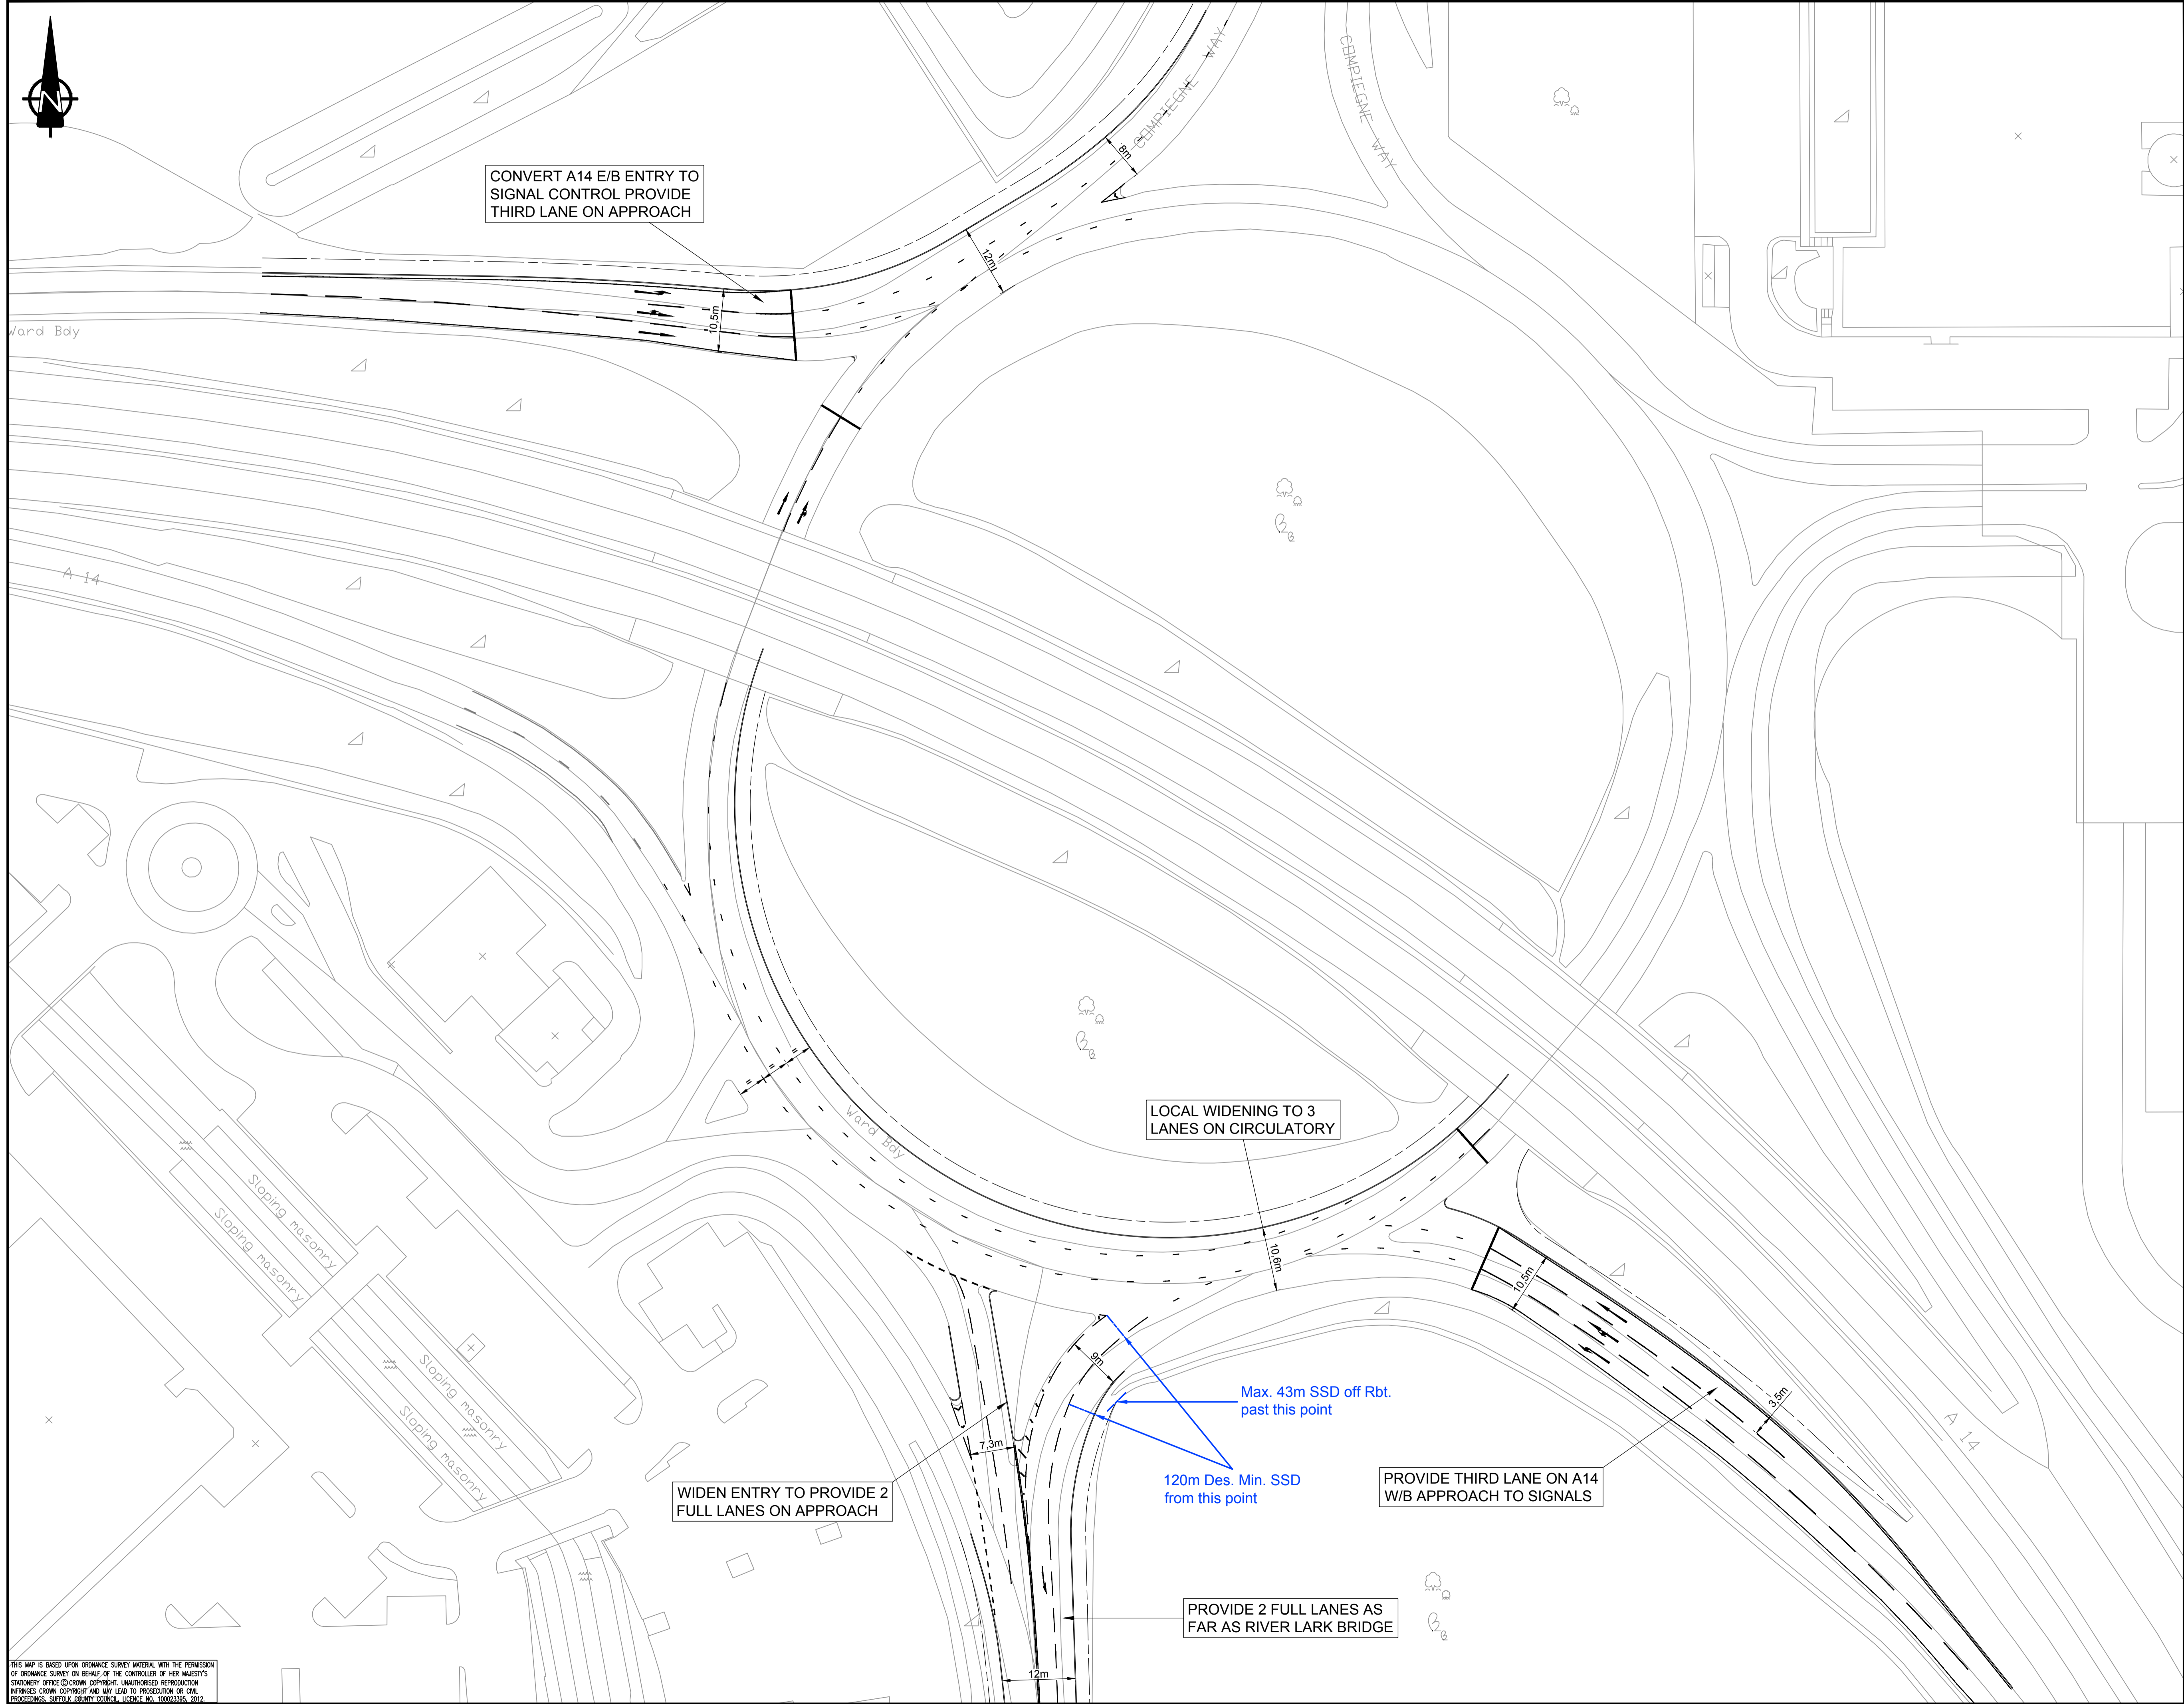 N
COMPIEGNE WAY
COMPIEGNE WAY
8m
CONVERT A14 E/B ENTRY TO
SIGNAL CONTROL PROVIDE
THIRD LANE ON APPROACH
12m
10.5m
Ward Bdy
A 14
Ward Bdy
LOCAL WIDENING TO 3
LANES ON CIRCULATORY
10.6m
10.5m
Sloping masonry
Sloping masonry
Sloping masonry
Sloping masonry
9m
Max. 43m SSD off Rbt.
past this point
3.5m
A 14
7.3m
120m Des. Min. SSD
from this point
WIDEN ENTRY TO PROVIDE 2
FULL LANES ON APPROACH
PROVIDE THIRD LANE ON A14
W/B APPROACH TO SIGNALS
PROVIDE 2 FULL LANES AS
FAR AS RIVER LARK BRIDGE
12m
THIS MAP IS BASED UPON ORDNANCE SURVEY MATERIAL WITH THE PERMISSION
OF ORDNANCE SURVEY ON BEHALF OF THE CONTROLLER OF HER MAJESTY'S
STATIONERY OFFICE © CROWN COPYRIGHT. UNAUTHORISED REPRODUCTION
INFRINGES CROWN COPYRIGHT AND MAY LEAD TO PROSECUTION OR CIVIL
PROCEEDINGS. SUFFOLK COUNTY COUNCIL, LICENCE NO. 100023395, 2012.